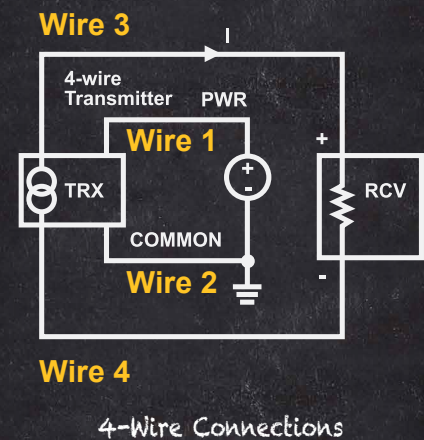 Wire 3
I
4-wire
Transmitter
PWR
Wire 1
+
+
-
TRX
RCV
COMMON
Wire 2
-
Wire 4
4-Wire Connections